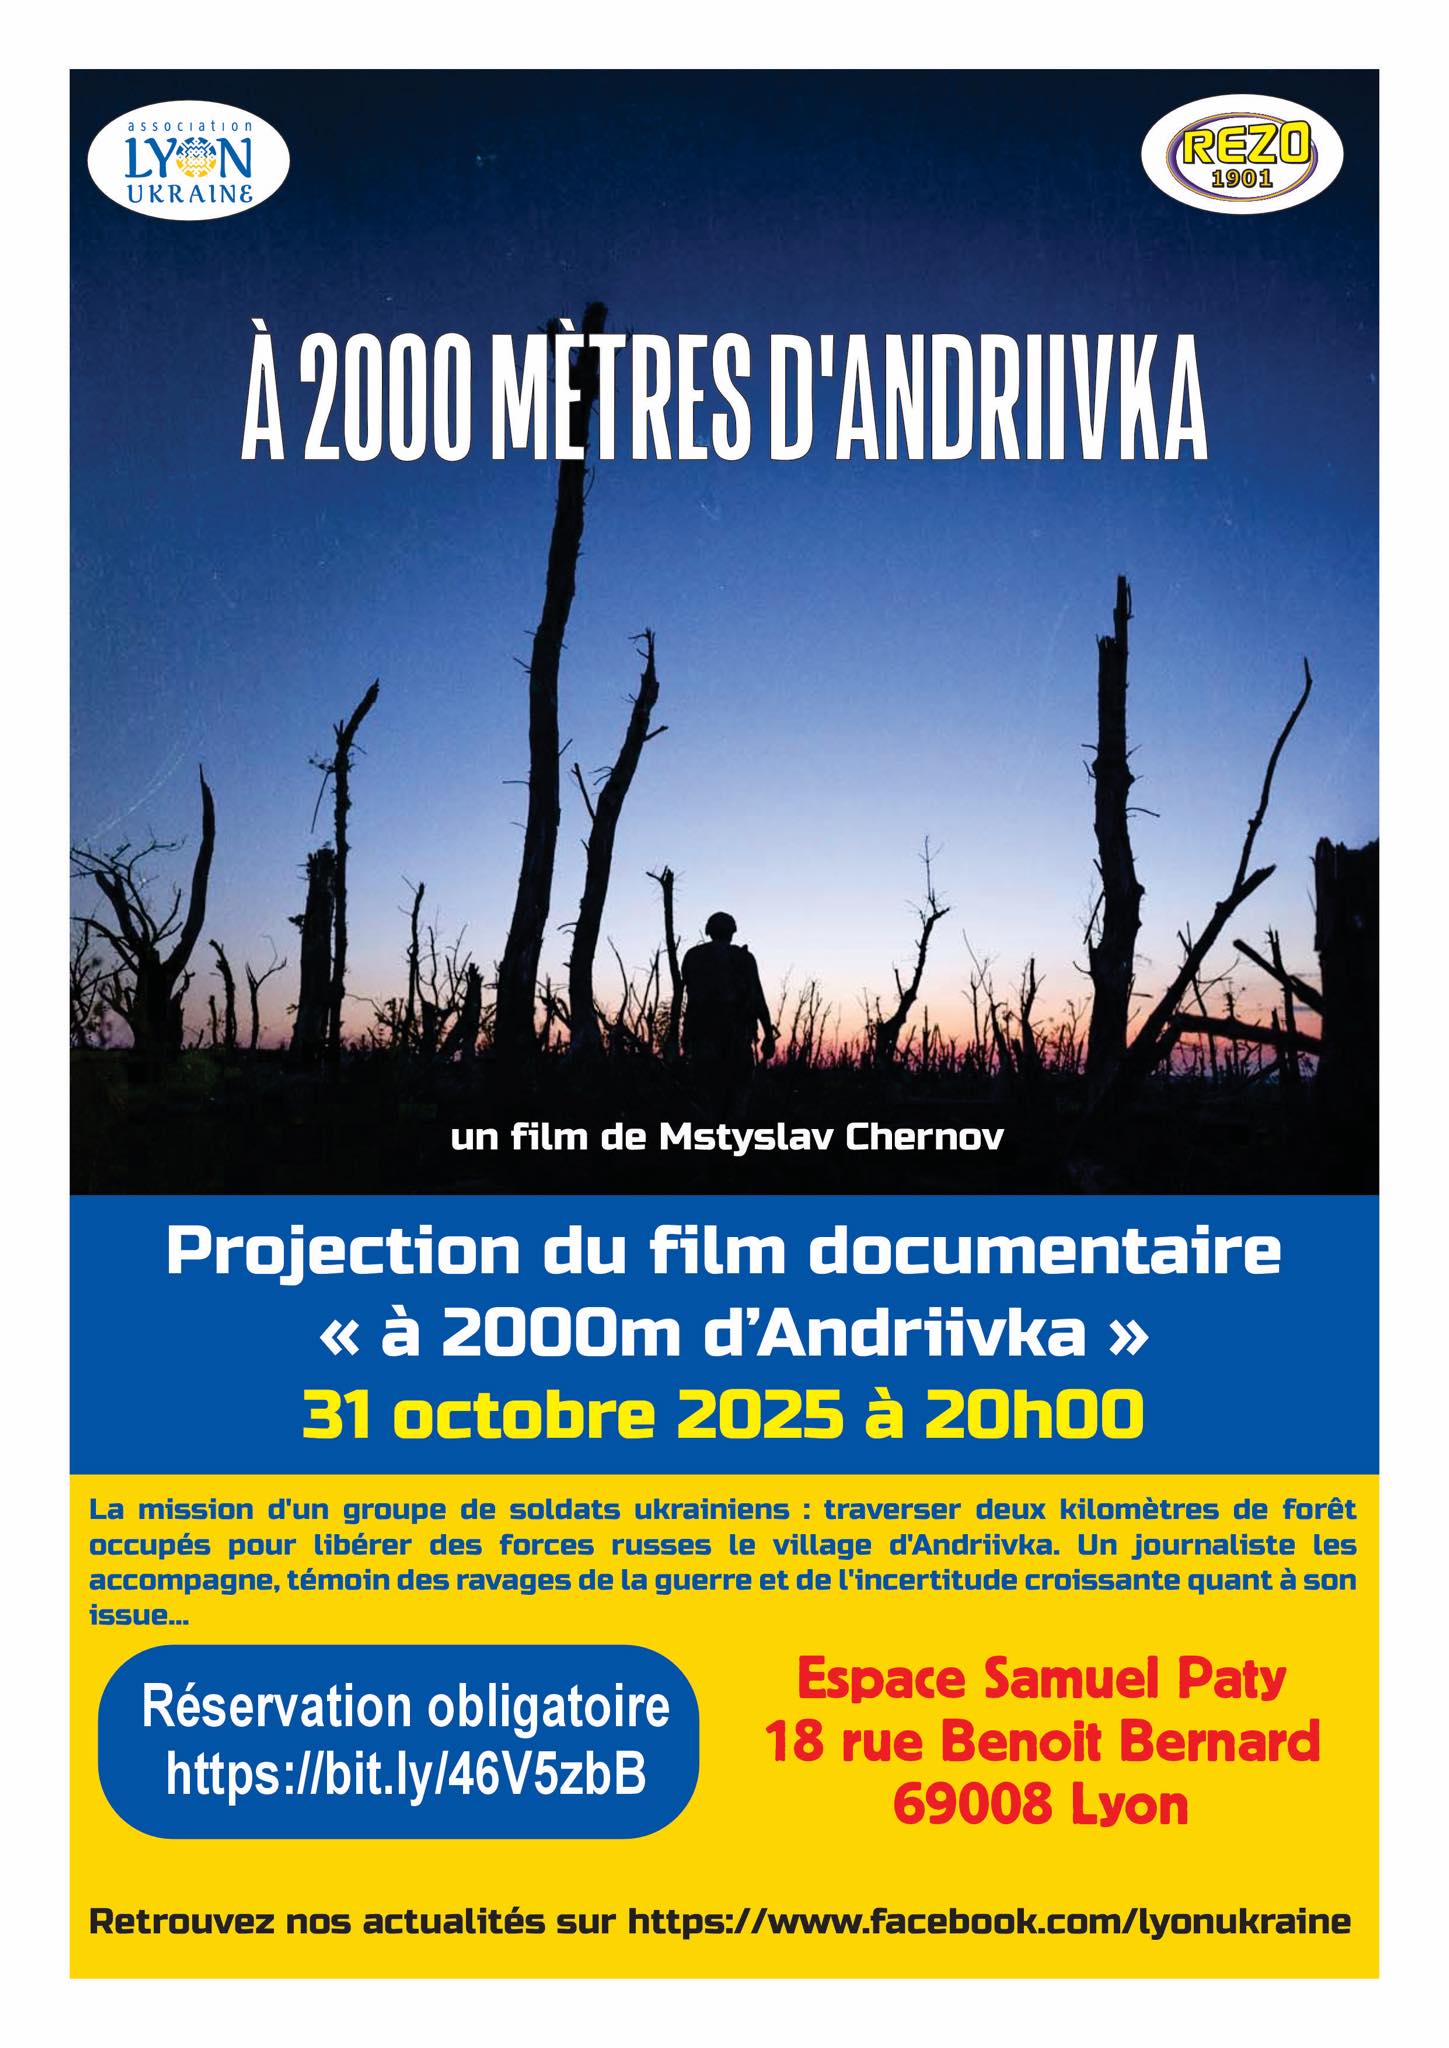 association
LYON
UKRAINE
REZO
1901
À 2000 MÈTRES D'ANDRIIVKA
un film de Mstyslav Chernov
Projection du film documentaire
« à 2000m d’Andriivka »
31 octobre 2025 à 20h00
La mission d'un groupe de soldats ukrainiens : traverser deux kilomètres de forêt
occupés pour libérer des forces russes le village d'Andriivka. Un journaliste les
accompagne, témoin des ravages de la guerre et de l'incertitude croissante quant à son
issue...
Réservation obligatoire
https://bit.ly/46V5zbB
Espace Samuel Paty
18 rue Benoit Bernard
69008 Lyon
Retrouvez nos actualités sur https://www.facebook.com/lyonukraine